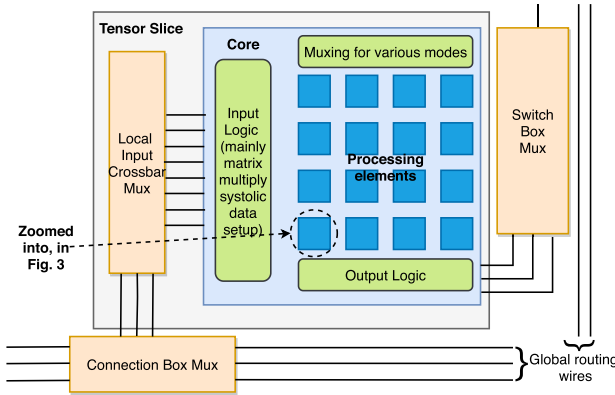 Tensor Slice
Core
Muxing for various modes
Local
Input
Crossbar
Mux
Input
Logic
(mainly
matrix
multiply
systolic
data
setup)
Processing
elements
Switch
Box
Mux
Zoomed
into, in
Fig. 3
Output Logic
Connection Box Mux
Global routing
wires